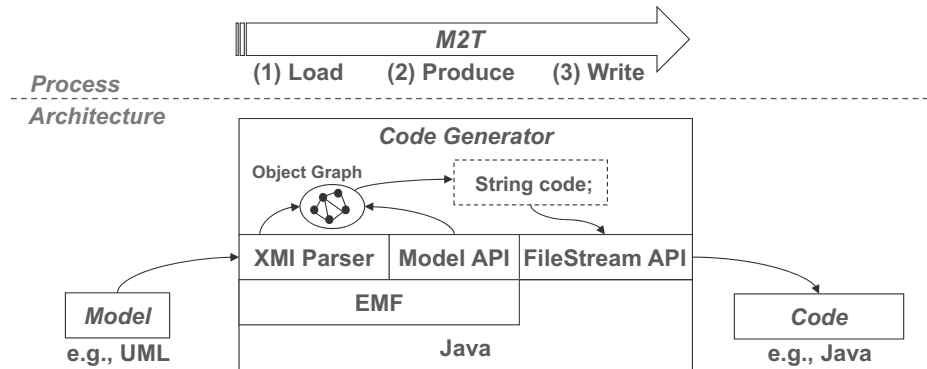 M2T
(1) Load (2) Produce (3) Write
Process
Architecture
Code Generator
Object Graph
String code;
XMI Parser Model API FileStream API
EMF
Model
Code
e.g., UML
Java
e.g., Java